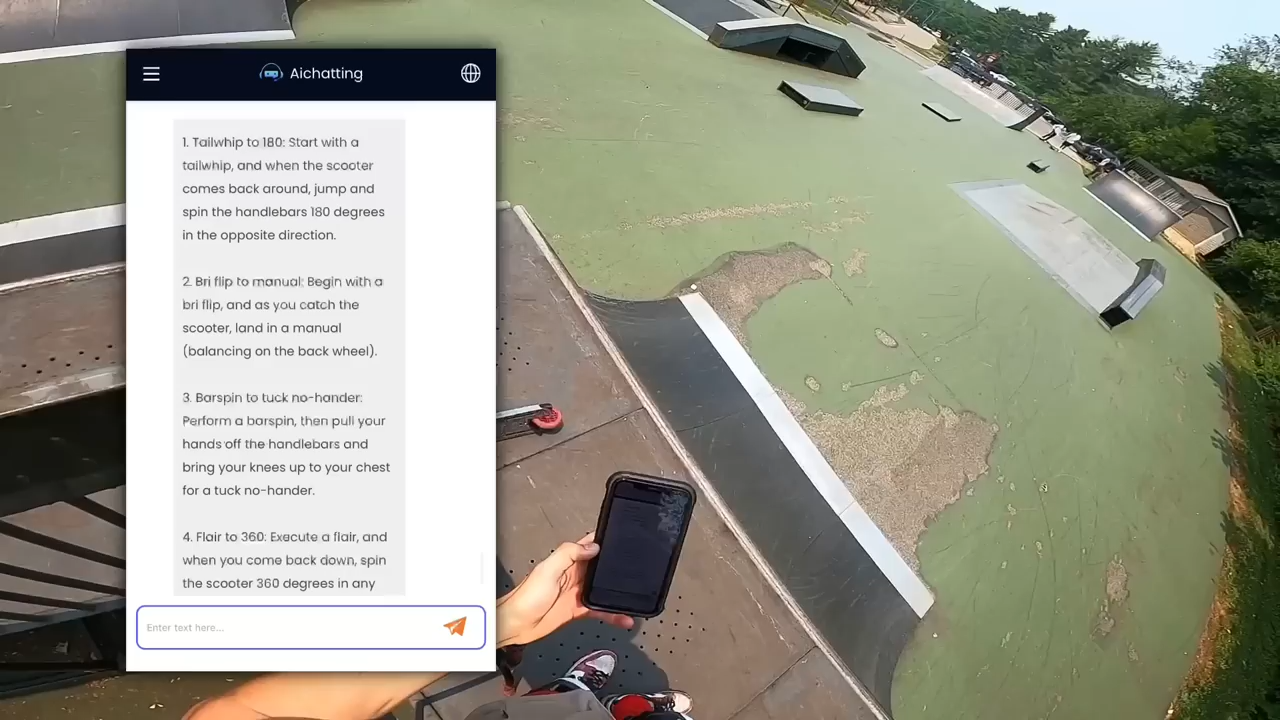 Aichatting
1. Tailwhip to 180: Start with a
tailwhip, and when the scooter
comes back around, jump and
spin the handlebars 180 degrees
in the opposite direction.
2. Bri flip to manual: Begin with a
bri flip, and as you catch the
scooter, land in a manual
(balancing on the back wheel).
3. Barspin to tuck no-hander:
Perform a barspin, then pull your
hands off the handlebars and
bring your knees up to your chest
for a tuck no-hander.
4. Flair to 360: Execute a flair, and
when you come back down, spin
the scooter 360 degrees in any
Enter text here...